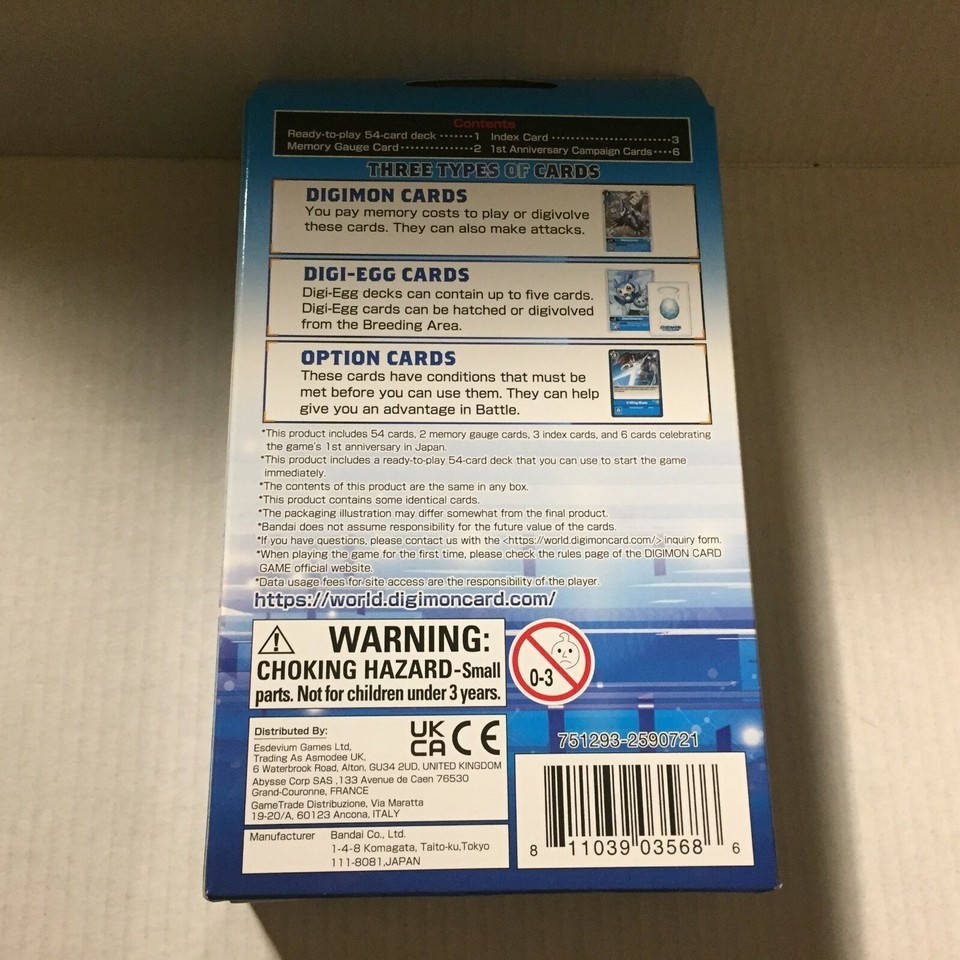 Contents
Ready-to-play 54-card deck ·······1 Index Card ······················3
Memory Gauge Card··············2 1st Anniversary Campaign Cards····6
THREE TYPES OF CARDS
DIGIMON CARDS
You pay memory costs to play or digivolve
these cards. They can also make attacks.
DIGI-EGG CARDS
Digi-Egg decks can contain up to five cards.
Digi-Egg cards can be hatched or digivolved
from the Breeding Area.
OPTION CARDS
These cards have conditions that must be
met before you can use them. They can help
give you an advantage in Battle.
*This product includes 54 cards, 2 memory gauge cards, 3 index cards, and 6 cards celebrating
the game's 1st anniversary in Japan.
*This product includes a ready-to-play 54-card deck that you can use to start the game
immediately.
*The contents of this product are the same in any box.
*This product contains some identical cards.
*The packaging illustration may differ somewhat from the final product.
*Bandai does not assume responsibility for the future value of the cards.
*If you have questions, please contact us with the <https://world.digimoncard.com/> inquiry form.
*When playing the game for the first time, please check the rules page of the DIGIMON CARD
GAME official website.
*Data usage fees for site access are the responsibility of the player.
https://world.digimoncard.com/
WARNING:
CHOKING HAZARD-Small
parts. Not for children under 3 years.
0-3
Distributed By:
UK
CA CE
Esdevium Games Ltd,
Trading As Asmodee UK,
6 Waterbrook Road, Alton, GU34 2UD, UNITED KINGDOM
Abysse Corp SAS ,133 Avenue de Caen 76530
Grand-Couronne, FRANCE
GameTrade Distribuzione, Via Maratta
19-20/A, 60123 Ancona, ITALY
Manufacturer Bandai Co., Ltd.
1-4-8 Komagata, Taito-ku,Tokyo
111-8081,JAPAN
751293-2590721
8 11039 03568 6